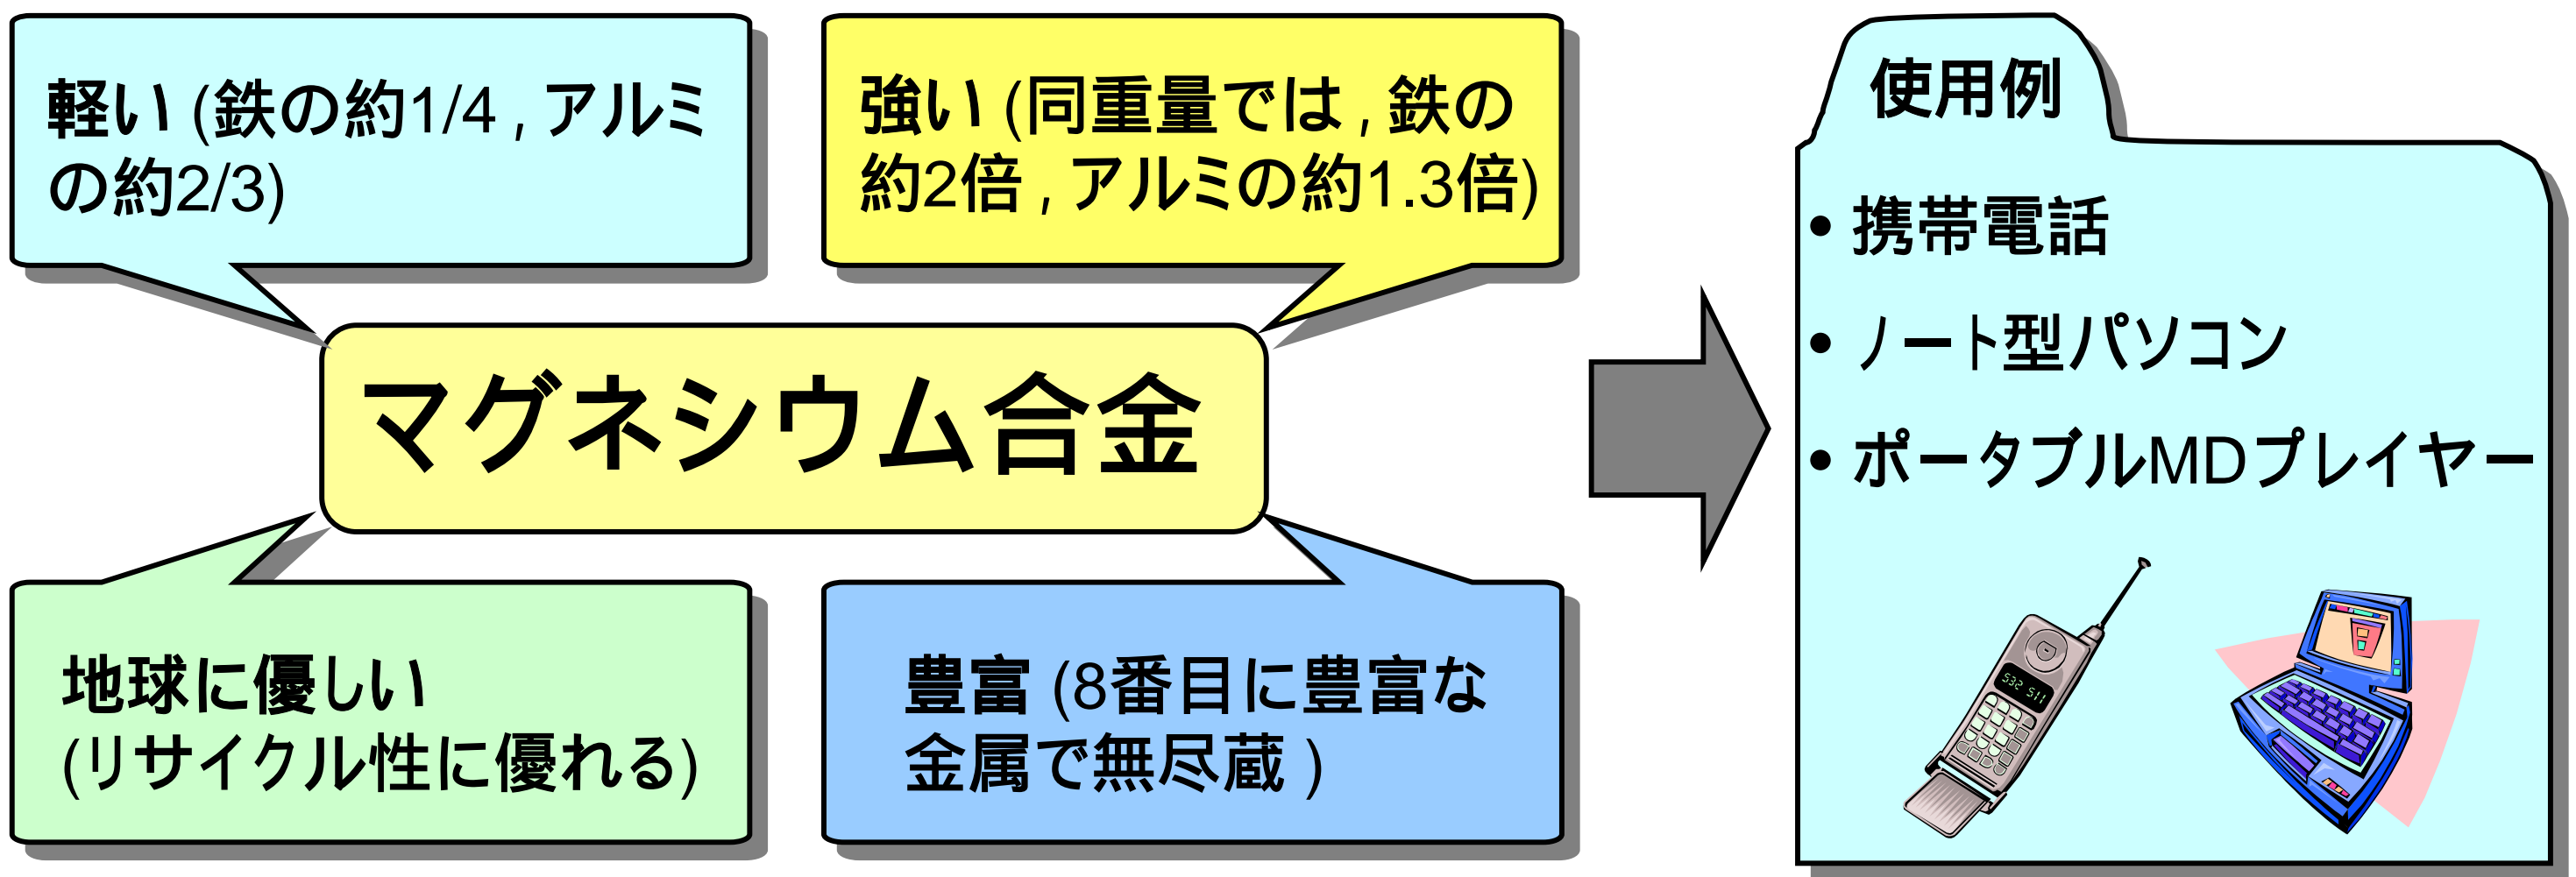 軽い (鉄の約1/4 , アルミ
の約2/3)
強い (同重量では , 鉄の
約2倍 , アルミの約1.3倍)
マグネシウム合金
地球に優しい
(リサイクル性に優れる)
豊富 (8番目に豊富な
金属で無尽蔵 )
使用例
• 携帯電話
• ノート型パソコン
• ポータブルMDプレイヤー
532 511